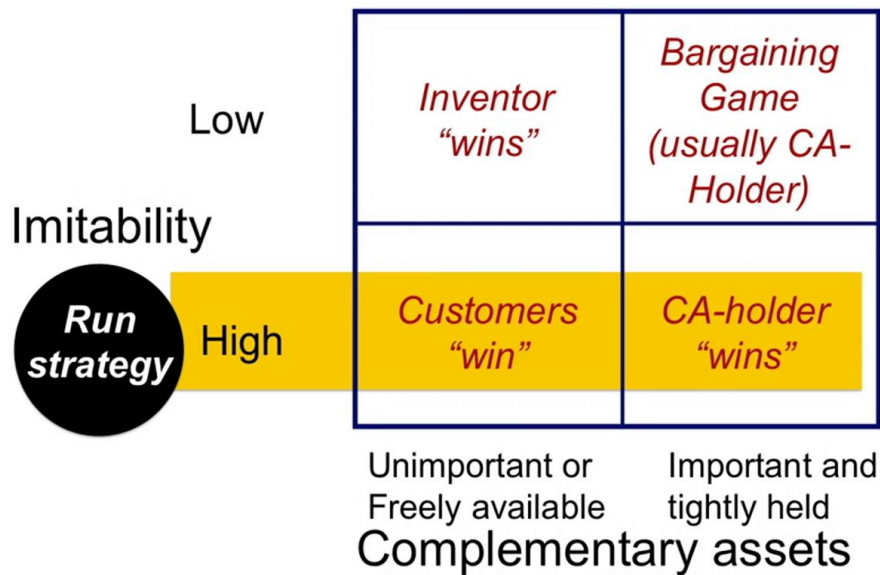 Low
Inventor
“wins”
Bargaining
Game
(usually CA-
Holder)
Imitability
Run
strategy
High
Customers
“win”
CA-holder
“wins”
Unimportant or
Freely available
Important and
tightly held
Complementary assets